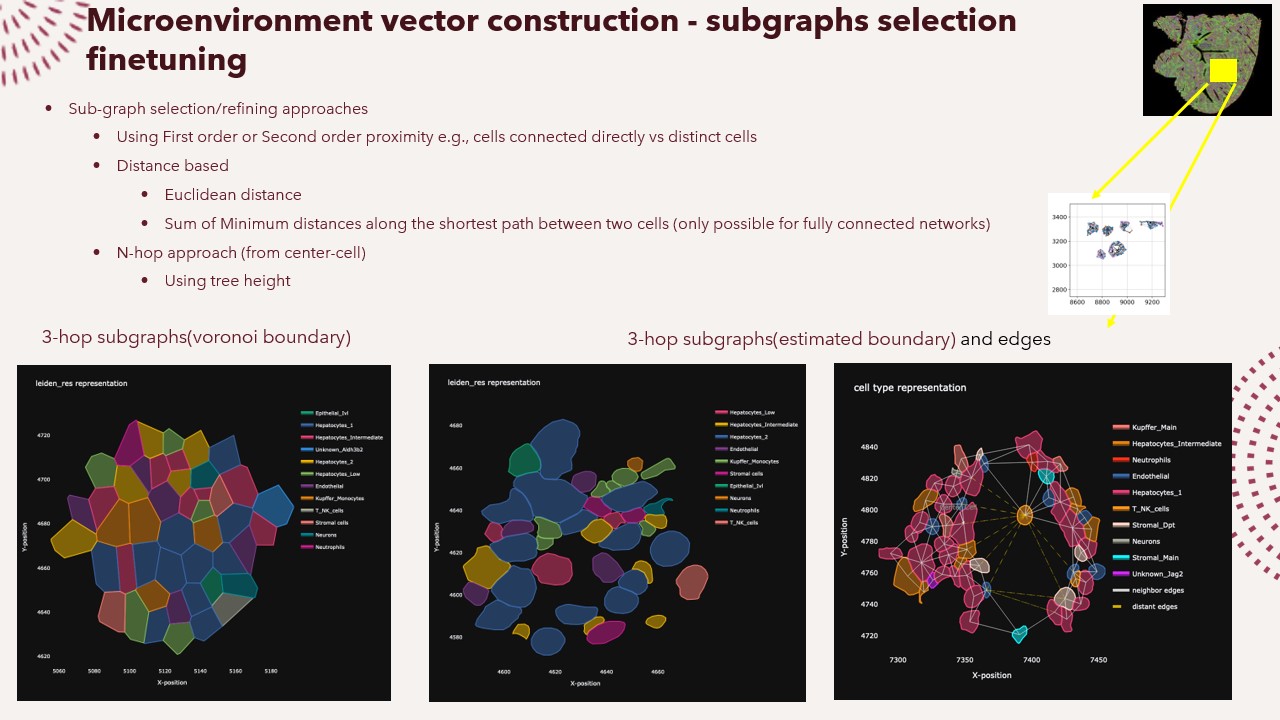 Microenvironment vector construction - subgraphs selection
finetuning
• Sub-graph selection/refining approaches
• Using First order or Second order proximity e.g., cells connected directly vs distinct cells
• Distance based
• Euclidean distance
• Sum of Minimum distances along the shortest path between two cells (only possible for fully connected networks)
• N-hop approach (from center-cell)
• Using tree height
3400
3200
3000
2800
8600 8800 9000 9200
3-hop subgraphs(voronoi boundary)
3-hop subgraphs(estimated boundary) and edges
leiden_res representation
Epithelial_lvl
Hepatocytes_1
Hepatocytes_Intermediate
Unknown_Aldh3b2
Hepatocytes_2
Hepatocytes_Low
Endothelial
Kupffer_Monocytes
T_NK_cells
Stromal cells
Neurons
Neutrophils
4720
4700
4680
4660
4640
4620
Y-position
5060 5080 5100 5120 5140 5160 5180
X-position
leiden_res representation
Hepatocytes_Low
Hepatocytes_Intermediate
Hepatocytes_2
Endothelial
Kupffer_Monocytes
Stromal cells
Epithelial_lvl
Neurons
Neutrophils
T_NK_cells
4680
4660
4640
4620
4600
4580
Y-position
4600 4620 4640 4660
X-position
cell type representation
Kupffer_Main
Hepatocytes_Intermediate
Neutrophils
Endothelial
Hepatocytes_1
T_NK_cells
Stromal_Dpt
Neurons
Stromal_Main
Unknown_Jag2
neighbor edges
distant edges
4840
4820
4800
4780
4760
4740
4720
Y-position
7300 7350 7400 7450
X-position